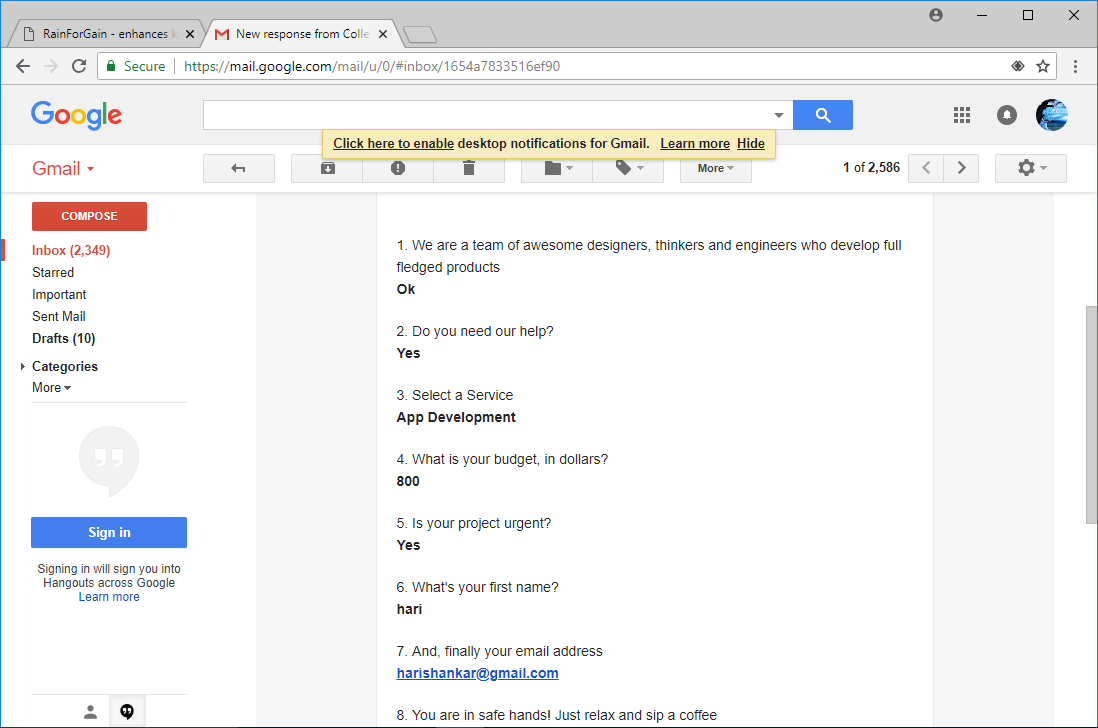 RainForGain - enhances k
New response from Colle
Secure
https://mail.google.com/mail/u/0/#inbox/1654a7833516ef90
Google
Click here to enable desktop notifications for Gmail. Learn more Hide
Gmail
More
1 of 2,586
COMPOSE
Inbox (2,349)
Starred
Important
Sent Mail
Drafts (10)
Categories
More
Sign in
Signing in will sign you into
Hangouts across Google
Learn more
1. We are a team of awesome designers, thinkers and engineers who develop full
fledged products
Ok
2. Do you need our help?
Yes
3. Select a Service
App Development
4. What is your budget, in dollars?
800
5. Is your project urgent?
Yes
6. What's your first name?
hari
7. And, finally your email address
harishankar@gmail.com
8. You are in safe hands! Just relax and sip a coffee